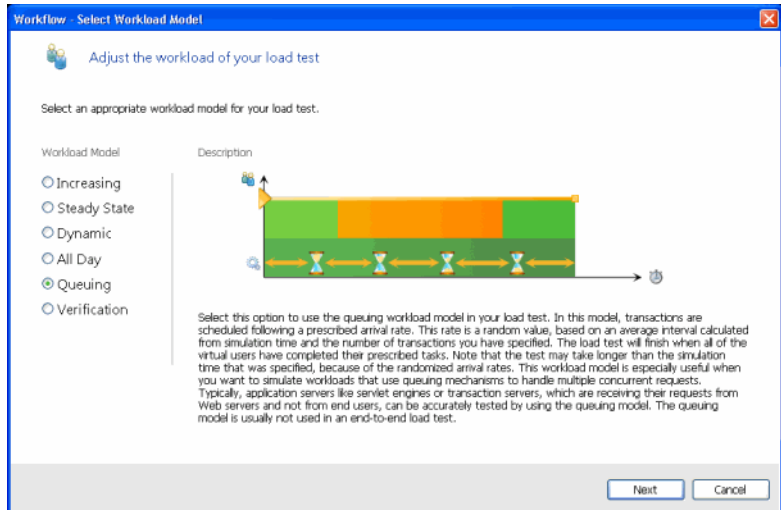 Workflow - Select Workload Model
Adjust the workload of your load test
Select an appropriate workload model for your load test.
Workload Model
Description
Increasing
Steady State
Dynamic
All Day
Queuing
Verification
Select this option to use the queuing workload model in your load test. In this model, transactions are
scheduled following a prescribed arrival rate. This rate is a random value, based on an average interval calculated
from simulation time and the number of transactions you have specified. The load test will finish when all of the
virtual users have completed their prescribed tasks. Note that the test may take longer than the simulation
time that was specified, because of the randomized arrival rates. This workload model is especially useful when
you want to simulate workloads that use queuing mechanisms to handle multiple concurrent requests.
Typically, application servers like servlet engines or transaction servers, which are receiving their requests from
Web servers and not from end users, can be accurately tested by using the queuing model. The queuing
model is usually not used in an end-to-end load test.
Next
Cancel